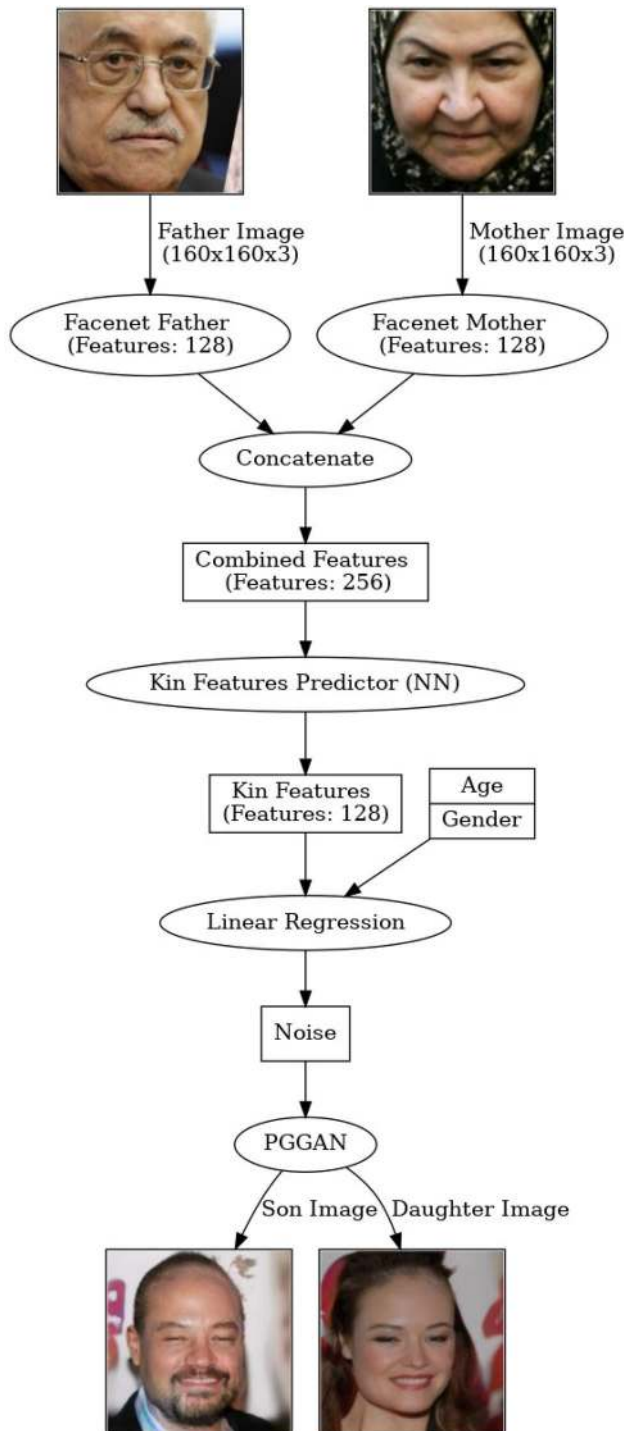 Father Image
(160x160x3)
Mother Image
(160x160x3)
Facenet Father
(Features: 128)
Facenet Mother
(Features: 128)
Concatenate
Combined Features
(Features: 256)
Kin Features Predictor (NN)
Kin Features
(Features: 128)
Age
Gender
Linear Regression
Noise
PGGAN
Son Image
Daughter Image